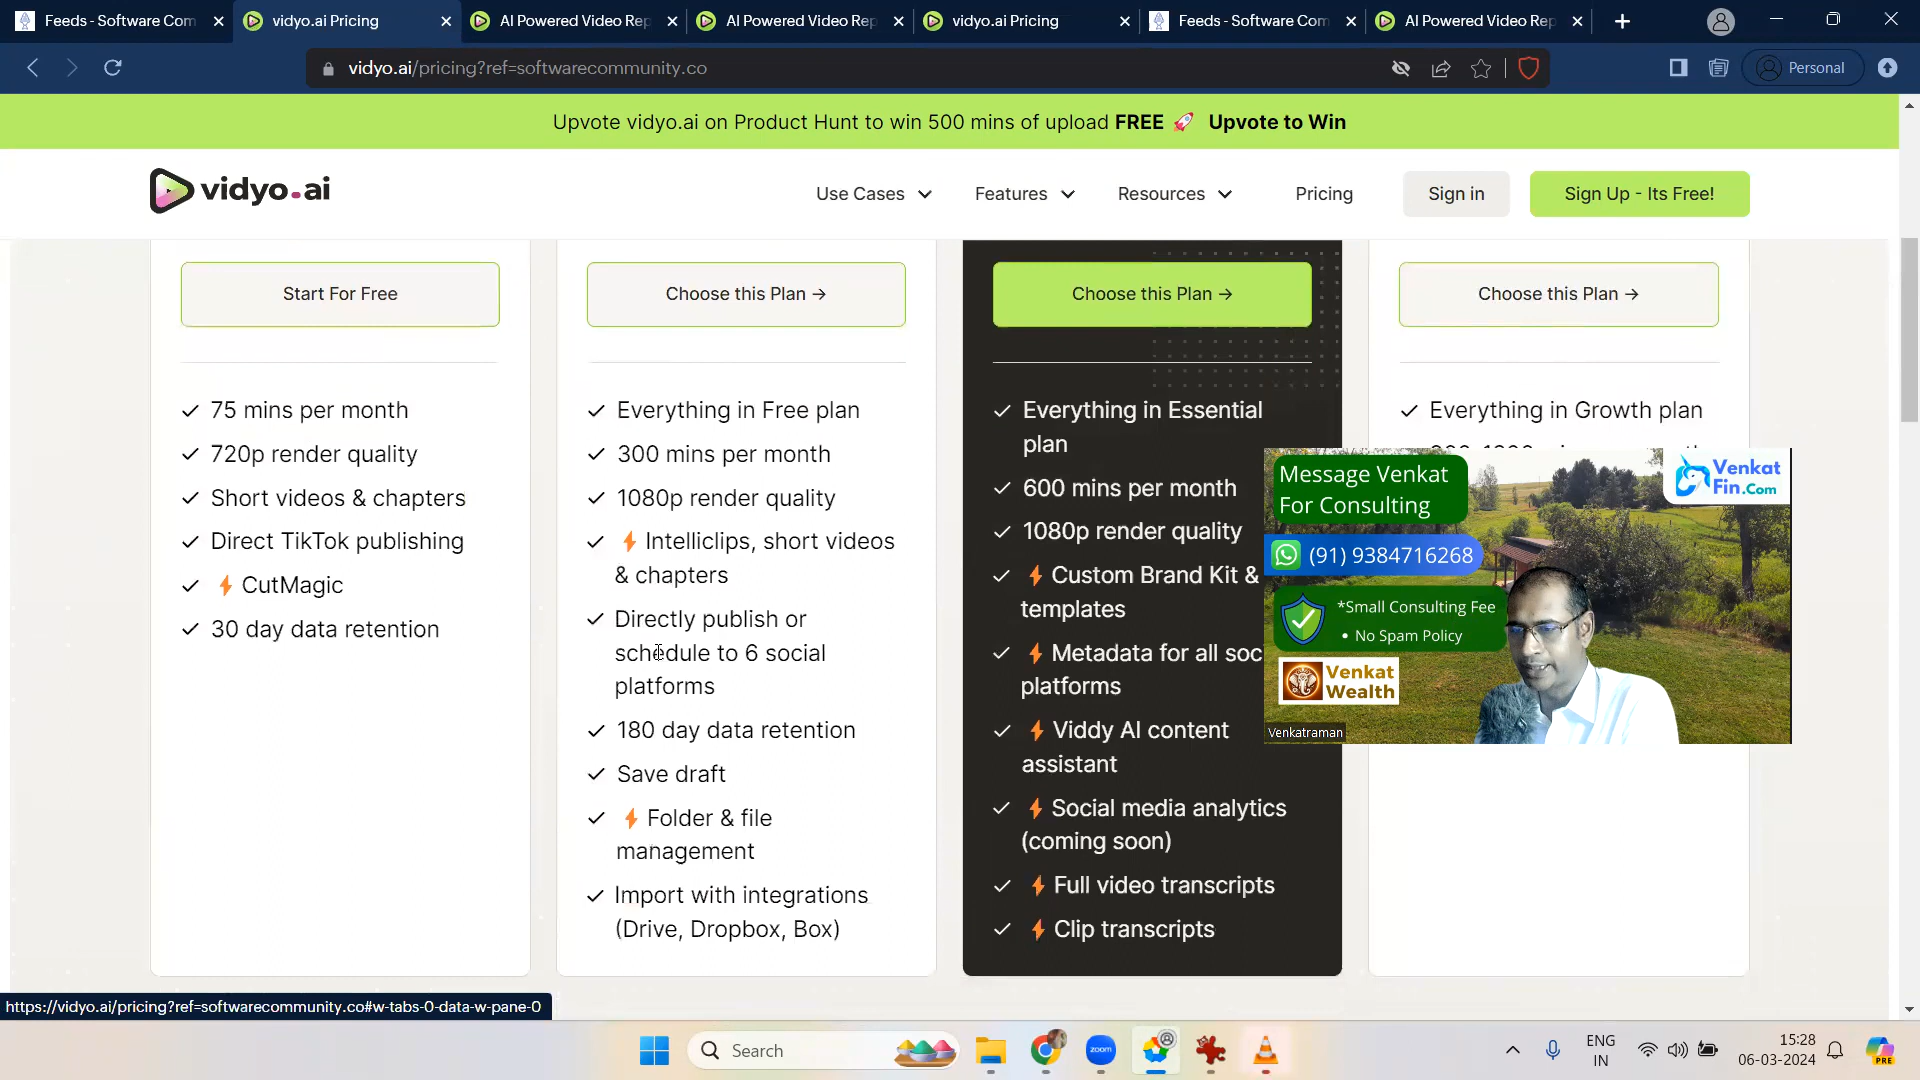 Feeds - Software Com
vidyo.ai Pricing
AI Powered Video Rep
AI Powered Video Rep
vidyo.ai Pricing
Feeds - Software Com
AI Powered Video Rep
vidyo.ai/pricing?ref=softwarecommunity.co
Personal
Upvote vidyo.ai on Product Hunt to win 500 mins of upload FREE 🚀 Upvote to Win
vidyo.ai
Use Cases
Features
Resources
Pricing
Sign in
Sign Up - Its Free!
Start For Free
75 mins per month
720p render quality
Short videos & chapters
Direct TikTok publishing
CutMagic
30 day data retention
Choose this Plan →
Everything in Free plan
300 mins per month
1080p render quality
Intelliclips, short videos
& chapters
Directly publish or
schedule to 6 social
platforms
180 day data retention
Save draft
Folder & file
management
Import with integrations
(Drive, Dropbox, Box)
Choose this Plan →
Everything in Essential
plan
600 mins per month
1080p render quality
Custom Brand Kit &
templates
Metadata for all soc
platforms
Viddy AI content
assistant
Social media analytics
(coming soon)
Full video transcripts
Clip transcripts
Choose this Plan →
Everything in Growth plan
Message Venkat
For Consulting
Venkat
Fin.Com
(91) 9384716268
*Small Consulting Fee
• No Spam Policy
Venkat
Wealth
Venkatraman
https://vidyo.ai/pricing?ref=softwarecommunity.co#w-tabs-0-data-w-pane-0
Search
zoom
ENG
IN
15:28
06-03-2024
PRE